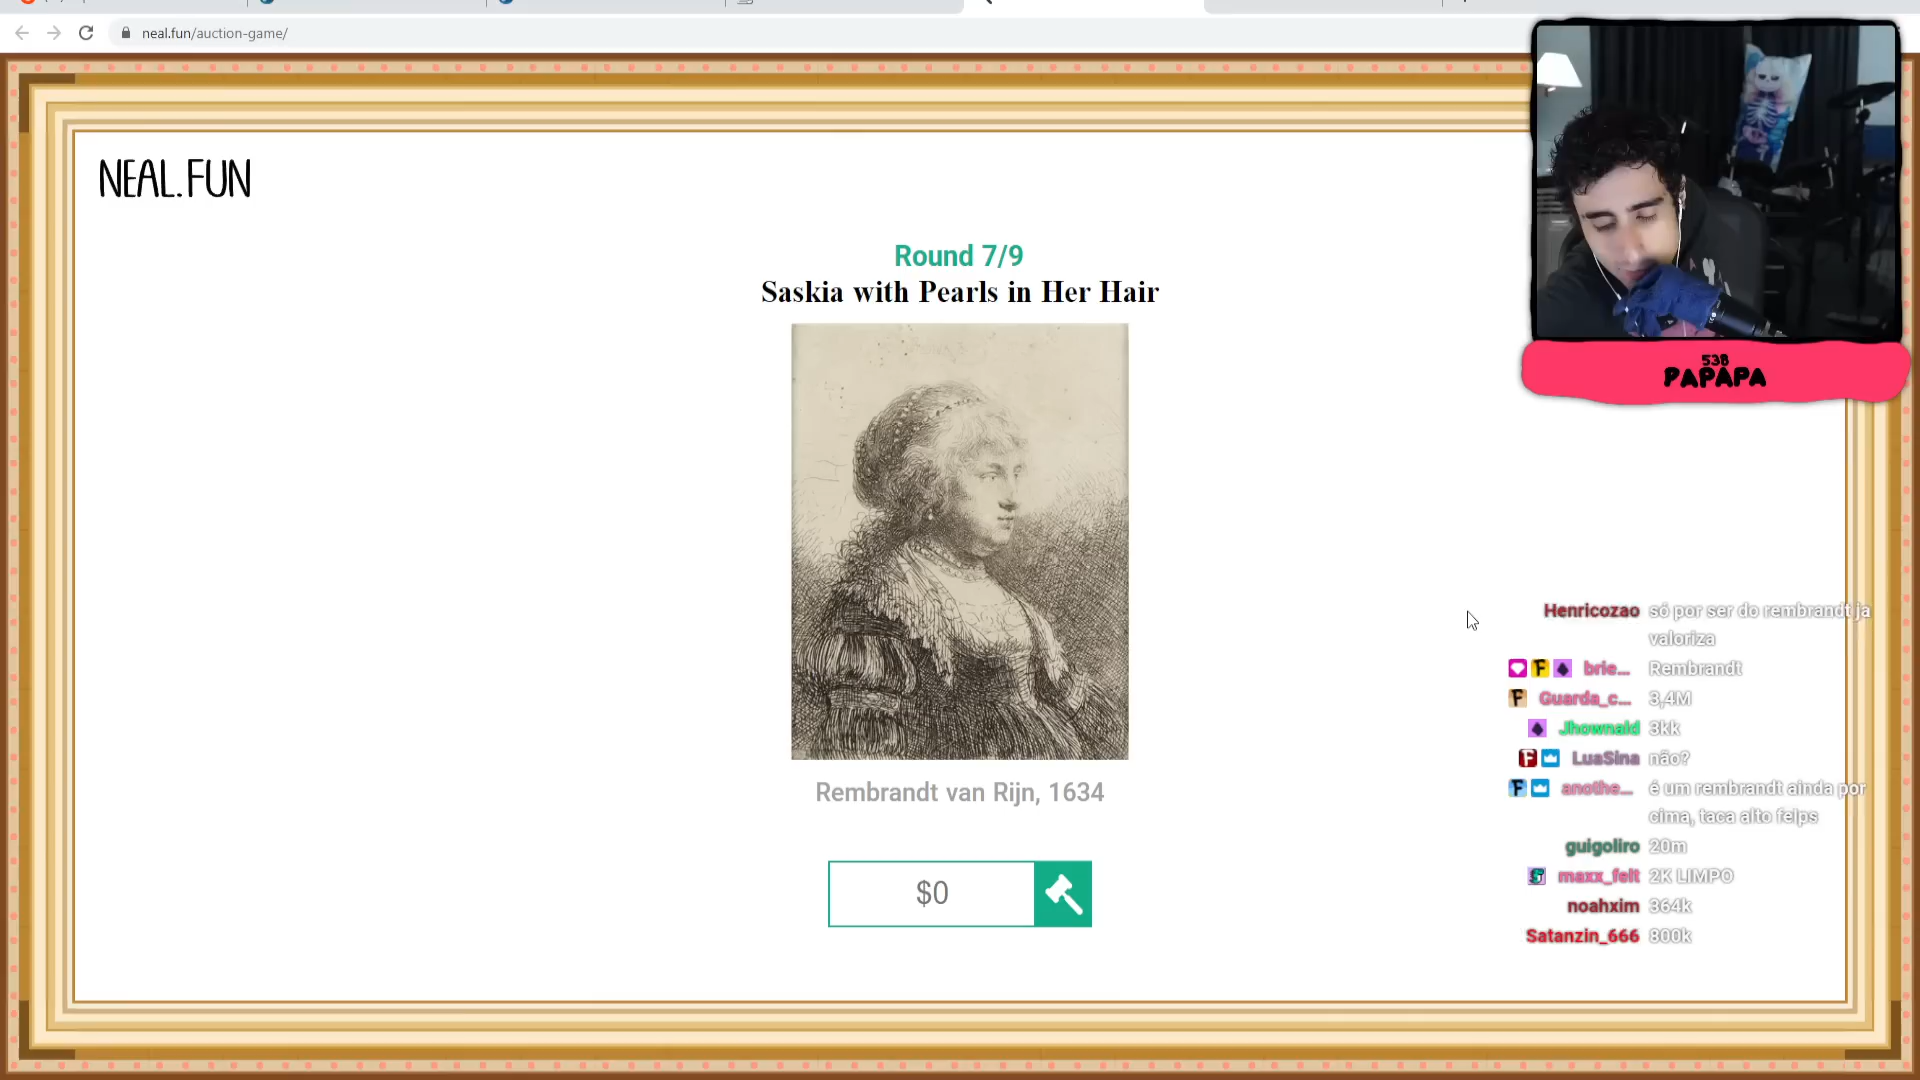 neal.fun/auction-game/
NEAL.FUN
Round 7/9
Saskia with Pearls in Her Hair
Rembrandt van Rijn, 1634
$0
538
PAPAPA
Henricozao só por ser do rembrandt ja
valoriza
brie... Rembrandt
Guarda_c... 3,4M
Jhownald 3kk
LuaSina não?
anothe... é um rembrandt ainda por
cima, taca alto felps
guigoliro 20m
maxx_felt 2K LIMPO
noahxim 364k
Satanzin_666 800k